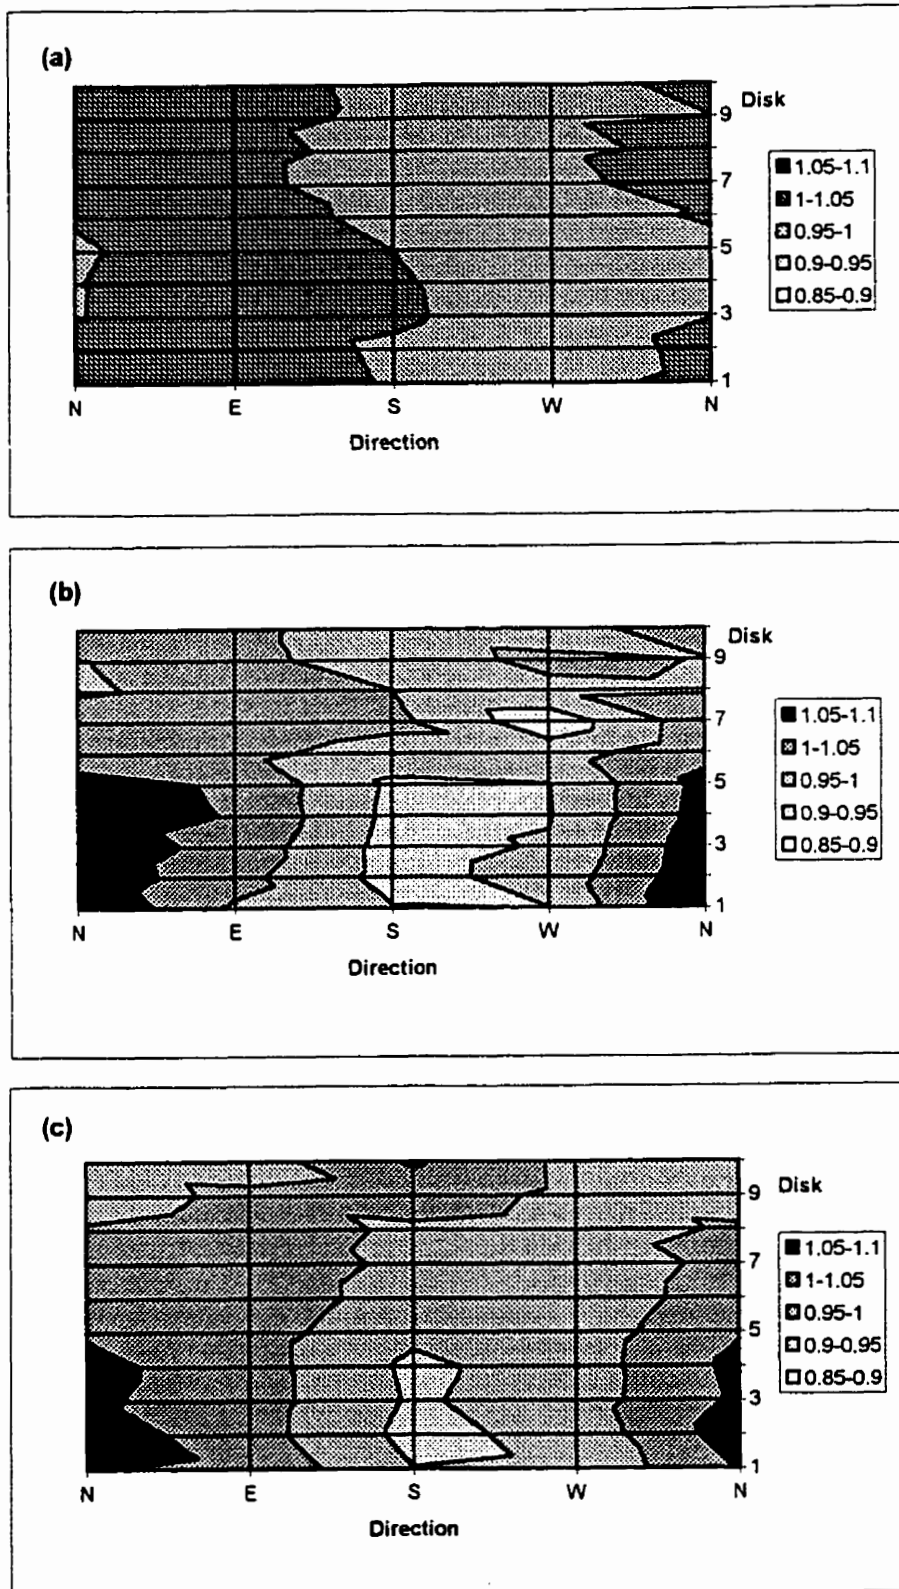 (a)
Disk
9
7
5
3
1
1.05-1.1
1-1.05
0.95-1
0.9-0.95
0.85-0.9
N E S W N
Direction
(b)
Disk
9
7
5
3
1
1.05-1.1
1-1.05
0.95-1
0.9-0.95
0.85-0.9
N E S W N
Direction
(c)
Disk
9
7
5
3
1
1.05-1.1
1-1.05
0.95-1
0.9-0.95
0.85-0.9
N E S W N
Direction